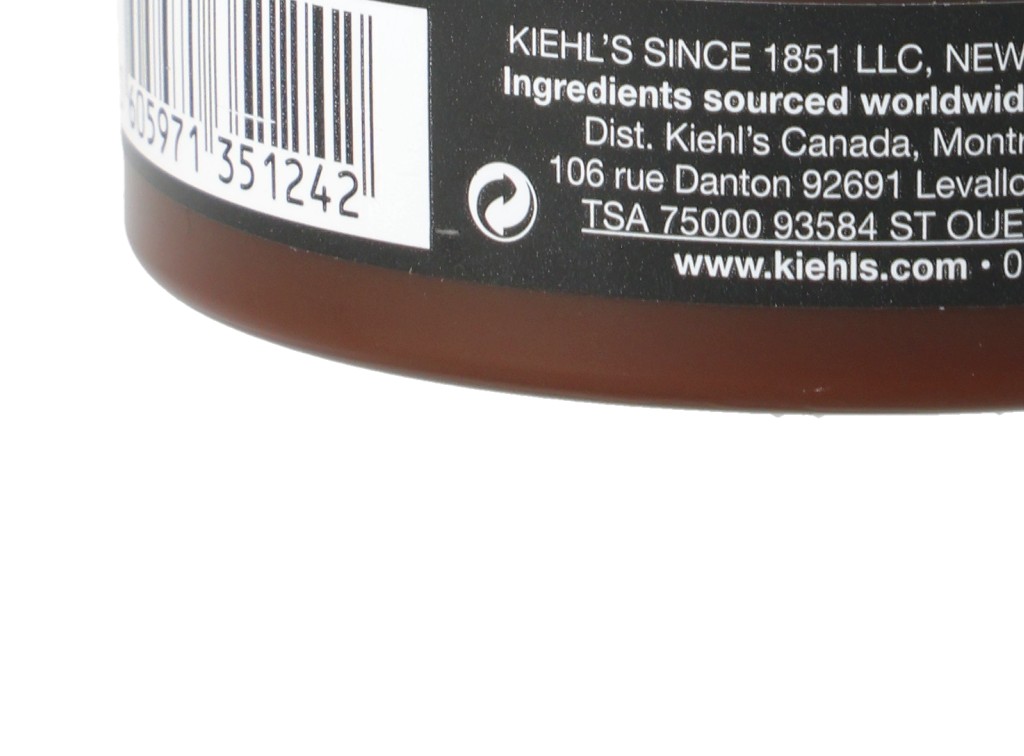 605971 351242
KIEHL'S SINCE 1851 LLC, NEW
Ingredients sourced worldwid
Dist. Kiehl's Canada, Montr
106 rue Danton 92691 Levallo
TSA 75000 93584 ST OUE
www.kiehls.com • 0